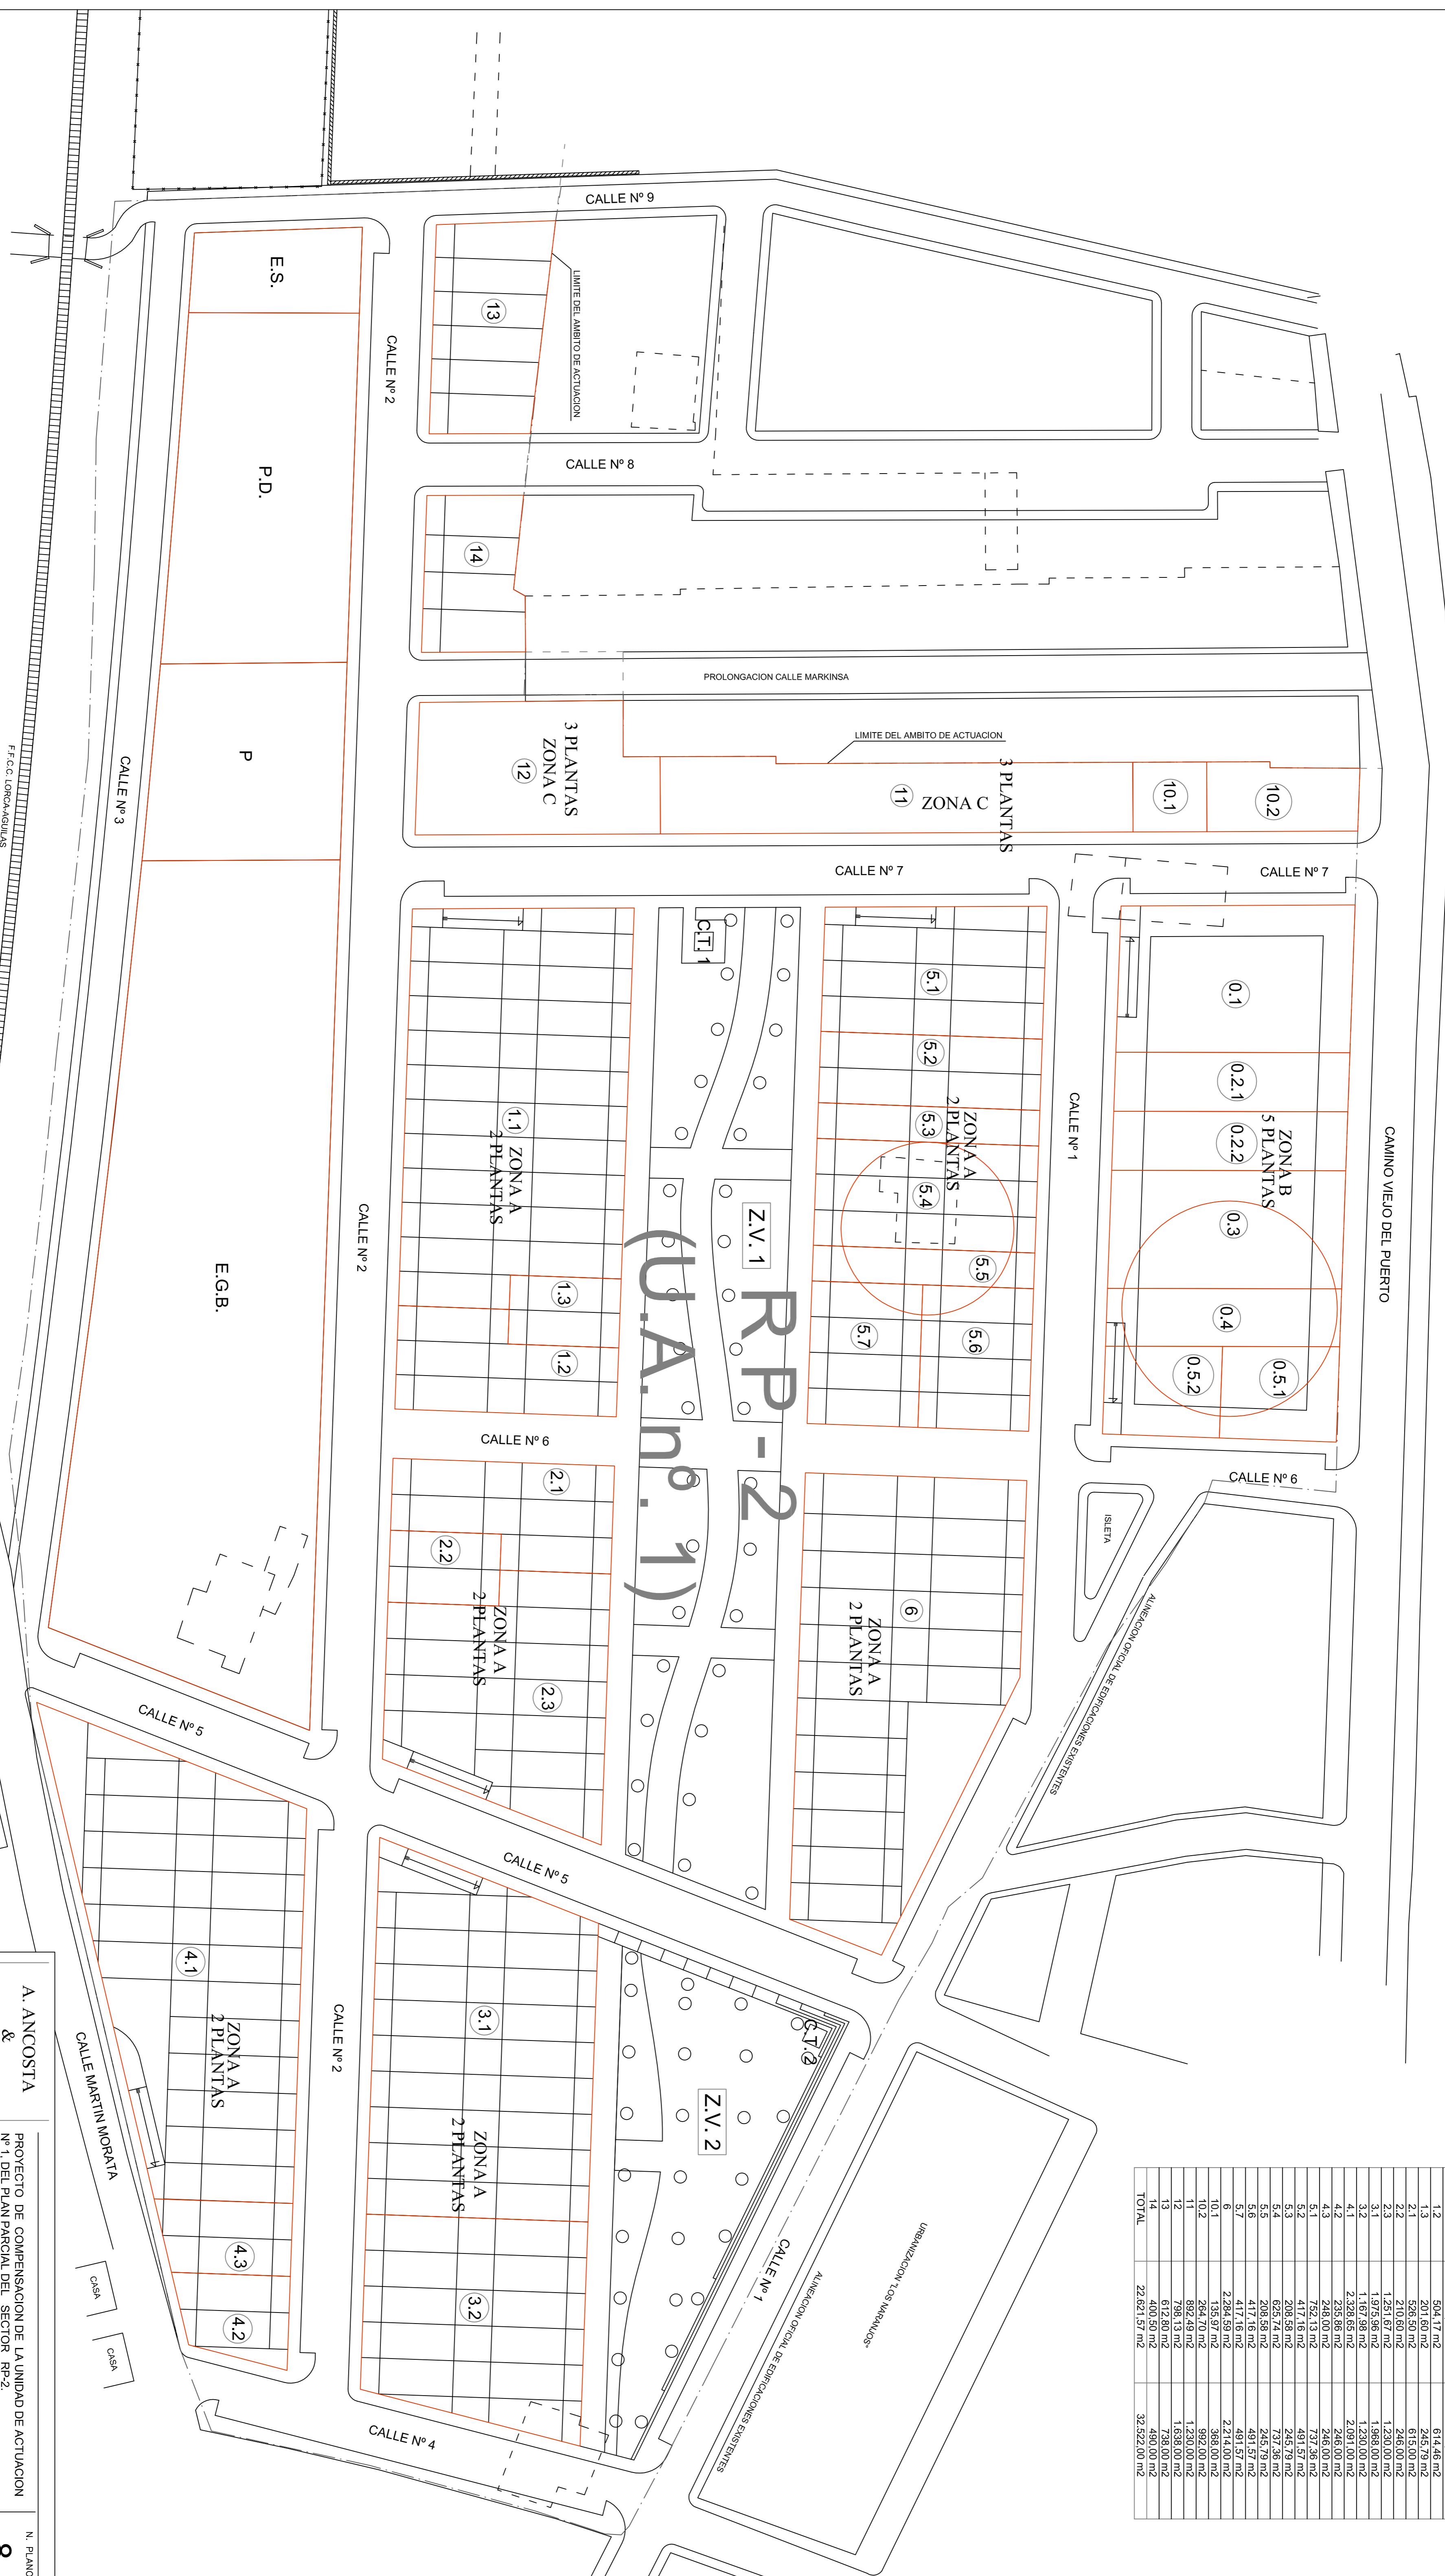 CALLE Nº 9
LIMITE DEL AMBITO DE ACTUACION
13
E.S.
CALLE Nº 2
P.D.
CALLE Nº 8
14
PROLONGACION CALLE MARKINSA
LIMITE DEL AMBITO DE ACTUACION
3 PLANTAS
ZONA C
12
3 PLANTAS
ZONA C
11
10.1
10.2
P
CALLE Nº 3
F.F.C.C. LORCA-AGUILAS
CALLE Nº 7
CALLE Nº 7
C.T. 1
5.1
5.2
5.3
ZONA A
2 PLANTAS
5.4
5.5
5.6
5.7
CALLE Nº 1
0.1
0.2.1
0.2.2
ZONA B
5 PLANTAS
0.3
0.4
0.5.1
0.5.2
CAMINO VIEJO DEL PUERTO
1.1
ZONA A
2 PLANTAS
1.3
1.2
CALLE Nº 2
E.G.B.
Z.V. 1
RP-2
(U.A. nº. 1)
CALLE Nº 6
CALLE Nº 6
ISLETA
ALINEACION OFICIAL DE EDIFICACIONES EXISTENTES
2.1
2.2
ZONA A
2 PLANTAS
2.3
6
ZONA A
2 PLANTAS
CALLE Nº 5
CALLE Nº 5
4.1
ZONA A
2 PLANTAS
4.3
4.2
CALLE Nº 2
3.1
ZONA A
2 PLANTAS
3.2
C.T. 2
Z.V. 2
CALLE Nº 1
CALLE Nº 4
URBANIZACION "LOS NARANJOS"
ALINEACION OFICIAL DE EDIFICACIONES EXISTENTES
CALLE MARTIN MORATA
CASA
CASA
1.2 504,17 m2 614,46 m2
1.3 201,60 m2 245,79 m2
2.1 526,50 m2 615,00 m2
2.2 210,60 m2 246,00 m2
2.3 1.251,67 m2 1.230,00 m2
3.1 1.975,96 m2 1.968,00 m2
3.2 1.167,98 m2 1.230,00 m2
4.1 2.328,65 m2 2.091,00 m2
4.2 235,86 m2 246,00 m2
4.3 248,00 m2 246,00 m2
5.1 752,13 m2 737,36 m2
5.2 417,16 m2 491,57 m2
5.3 208,58 m2 245,79 m2
5.4 625,74 m2 737,36 m2
5.5 208,58 m2 245,79 m2
5.6 417,16 m2 491,57 m2
5.7 417,16 m2 491,57 m2
6 2.284,59 m2 2.214,00 m2
10.1 135,97 m2 368,00 m2
10.2 264,70 m2 992,00 m2
11 892,49 m2 1.230,00 m2
12 798,13 m2 1.638,00 m2
13 612,80 m2 738,00 m2
14 400,50 m2 490,00 m2
TOTAL 22.621,57 m2 32.522,00 m2
A. ANCOSTA
&
PROYECTO DE COMPENSACION DE LA UNIDAD DE ACTUACION
Nº 1, DEL PLAN PARCIAL DEL SECTOR RP-2.
N. PLANO